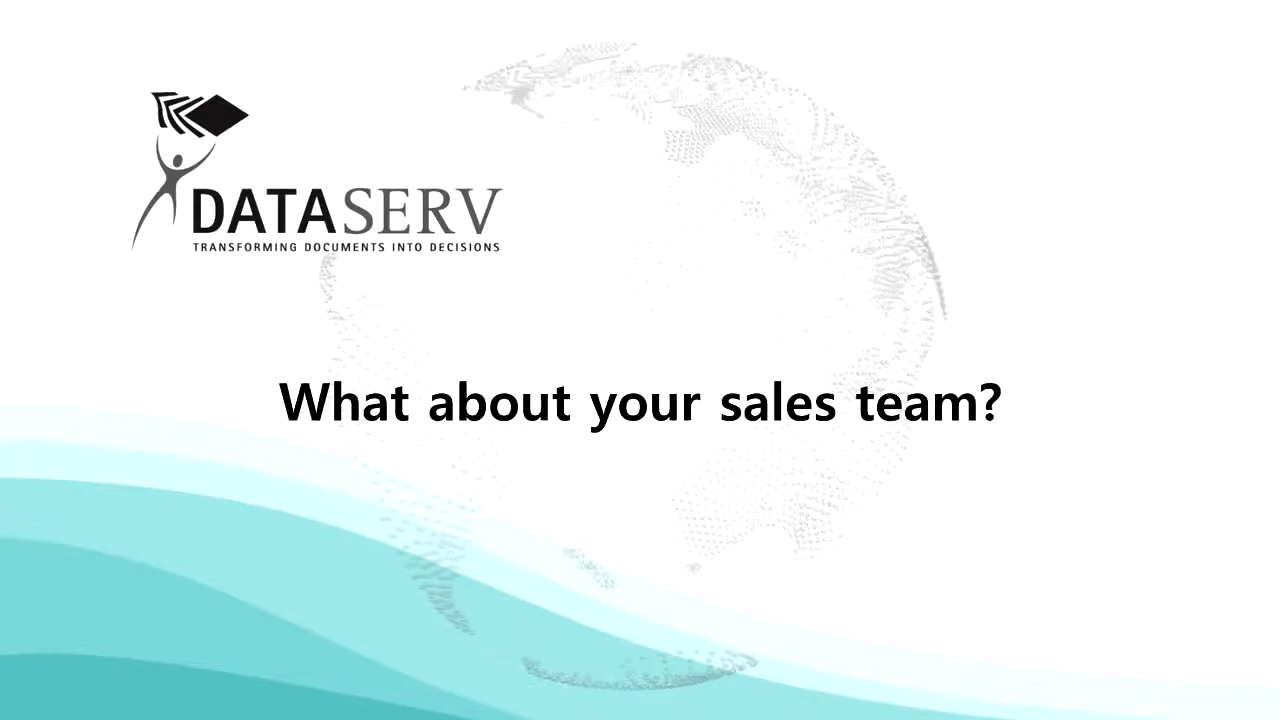 DATASERV
TRANSFORMING DOCUMENTS INTO DECISIONS
What about your sales team?